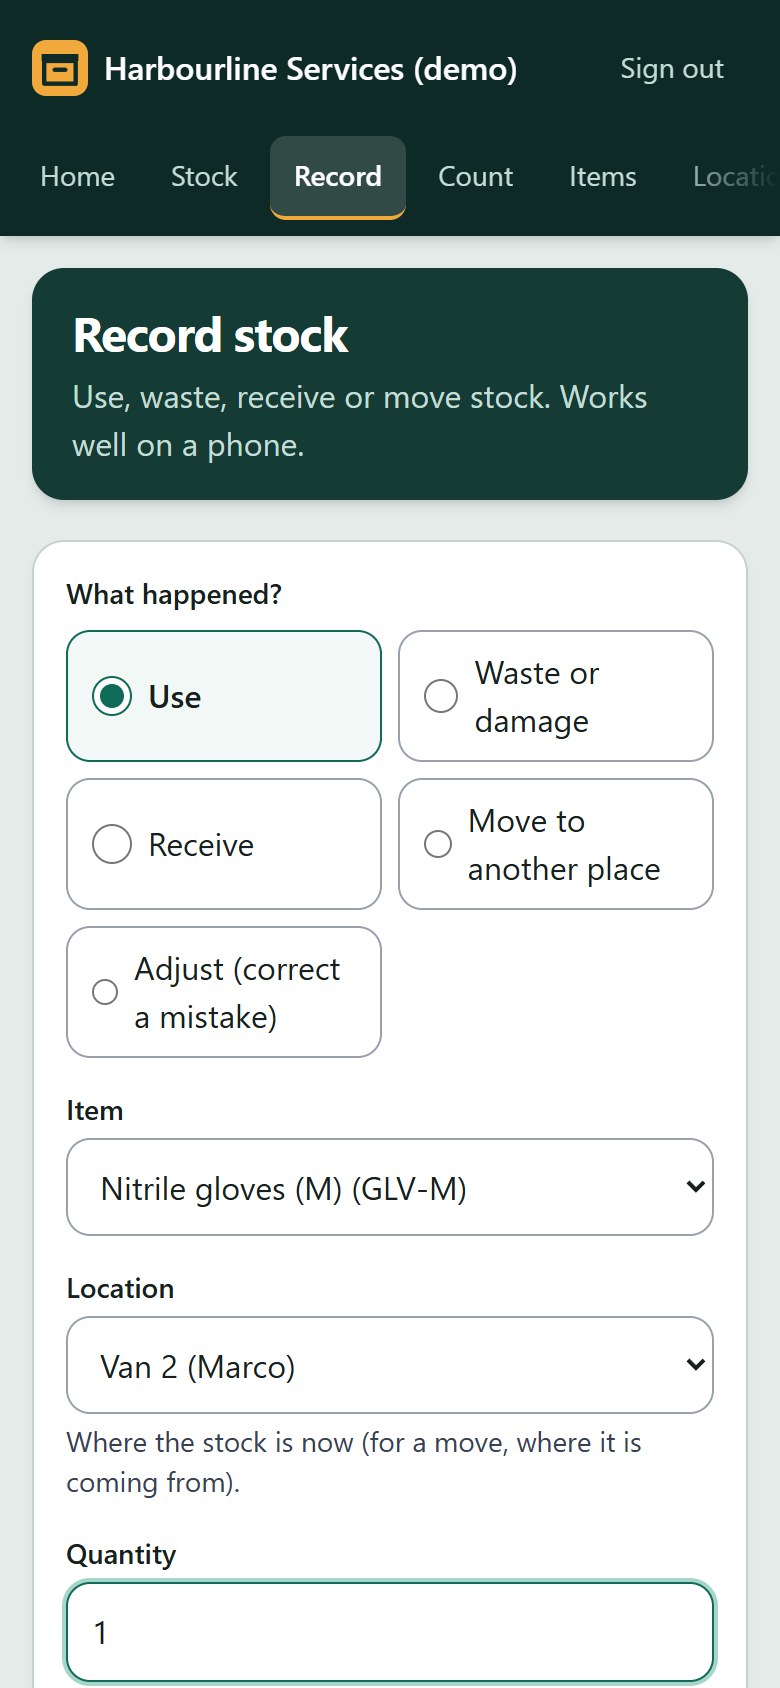 Harbourline Services (demo)
Sign out
Home Stock Record Count Items
Record stock
Use, waste, receive or move stock. Works
well on a phone.
What happened?
Use
Waste or
damage
Receive
Move to
another place
Adjust (correct
a mistake)
Item
Nitrile gloves (M) (GLV-M)
Location
Van 2 (Marco)
Where the stock is now (for a move, where it is
coming from).
Quantity
1